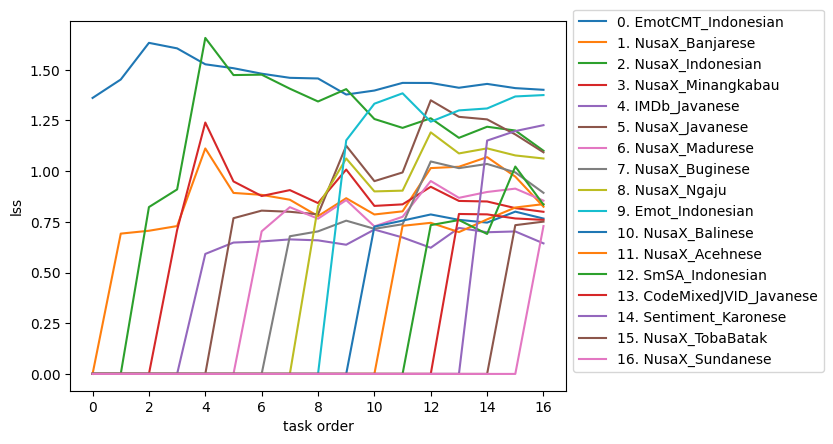 0. EmotCMT_Indonesian
1. NusaX_Banjarese
2. NusaX_Indonesian
3. NusaX_Minangkabau
4. IMDb_Javanese
5. NusaX_Javanese
6. NusaX_Madurese
7. NusaX_Buginese
8. NusaX_Ngaju
9. Emot_Indonesian
10. NusaX_Balinese
11. NusaX_Acehnese
12. SmSA_Indonesian
13. CodeMixedJVID_Javanese
14. Sentiment_Karonese
15. NusaX_TobaBatak
16. NusaX_Sundanese
1.50
1.25
1.00
0.75
0.50
0.25
0.00
lss
0 2 4 6 8 10 12 14 16
task order